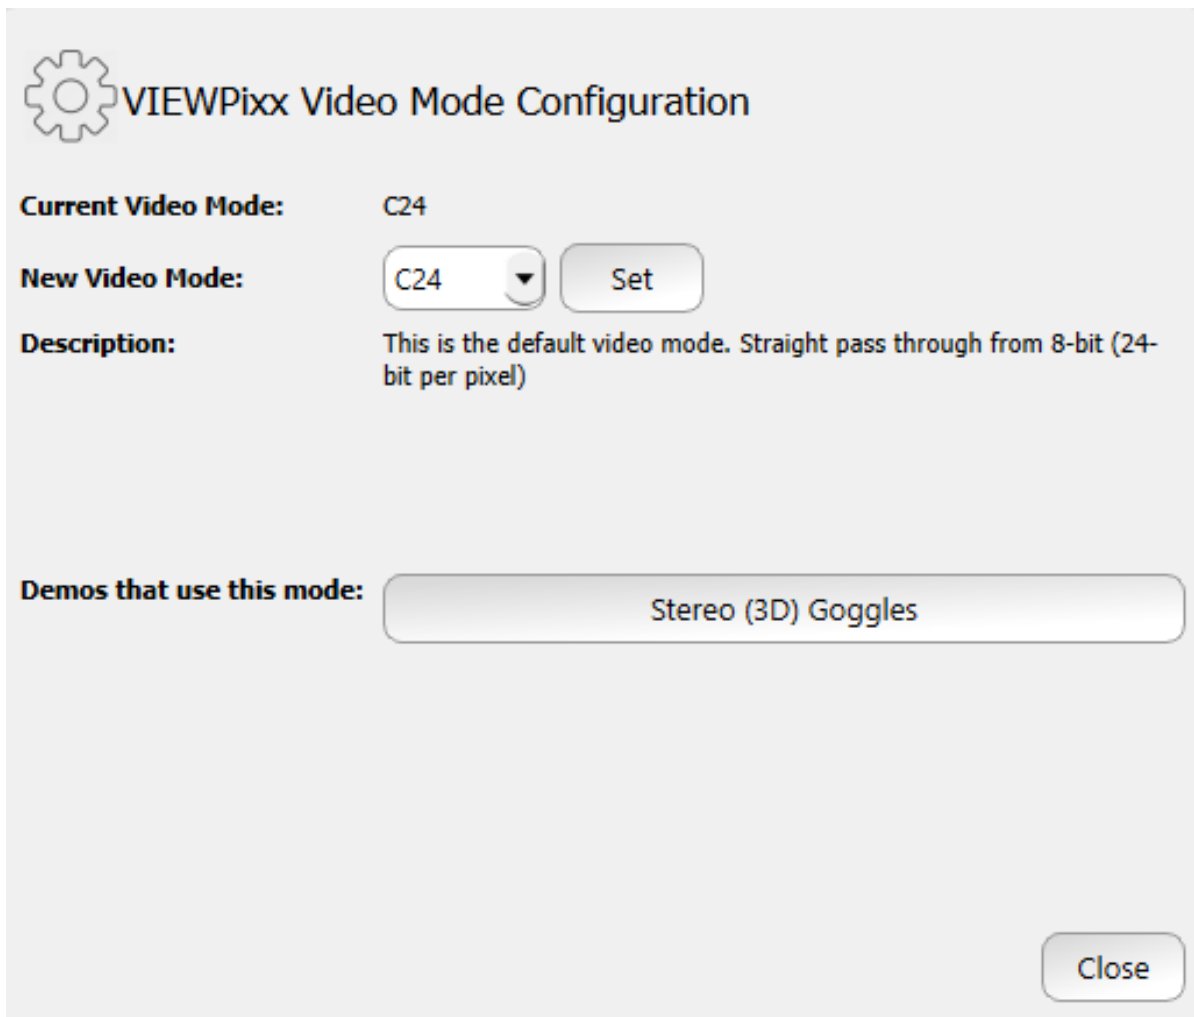 VIEWPixx Video Mode Configuration
Current Video Mode: C24
New Video Mode: C24 Set
Description: This is the default video mode. Straight pass through from 8-bit (24-
bit per pixel)
Demos that use this mode: Stereo (3D) Goggles
Close